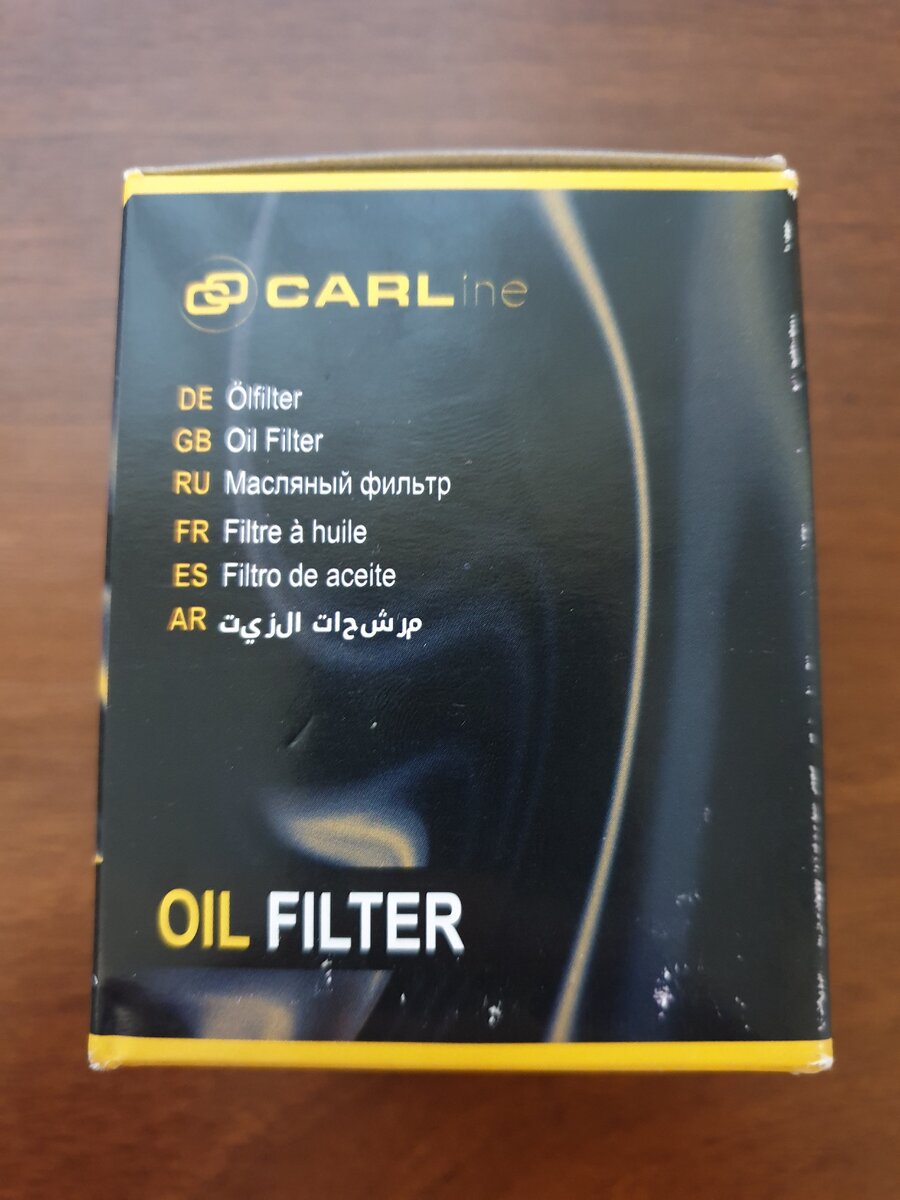 CARLine
DE Ölfilter
GB Oil Filter
RU Масляный фильтр
FR Filtre à huile
ES Filtro de aceite
AR مرشحات الزيت
OIL FILTER